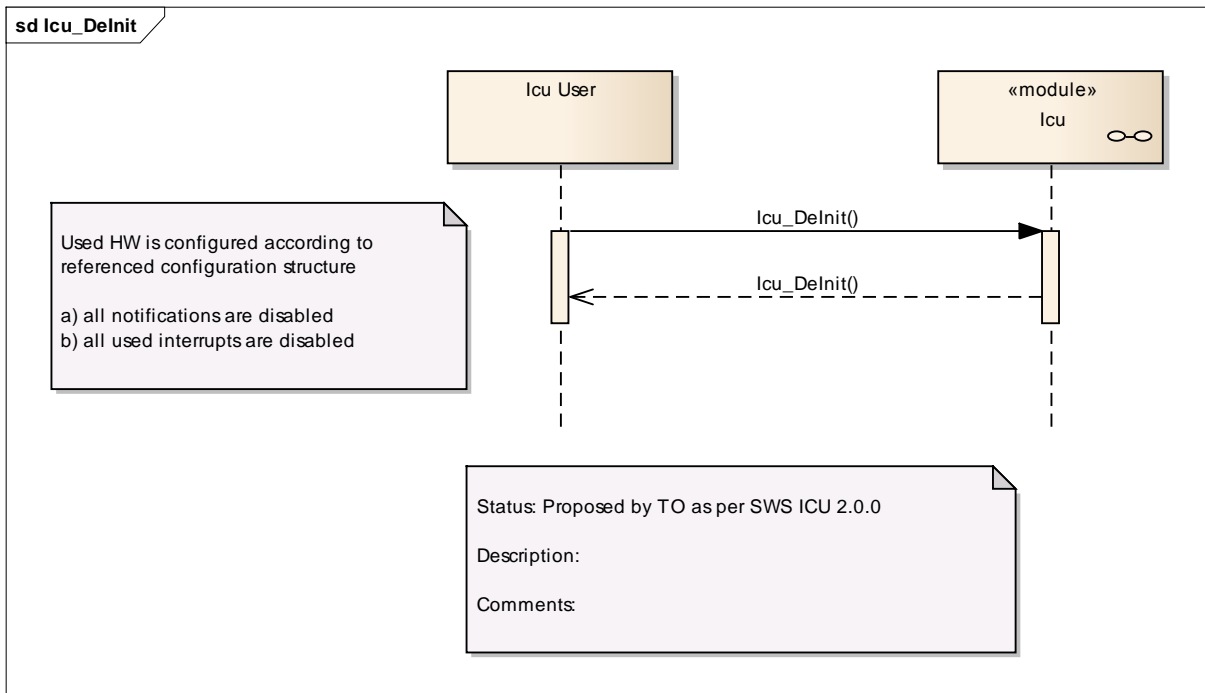 sd Icu_DeInit
Icu User
«module»
Icu
Icu_DeInit()
Used HW is configured according to
referenced configuration structure
a) all notifications are disabled
b) all used interrupts are disabled
Icu_DeInit()
Status: Proposed by TO as per SWS ICU 2.0.0
Description:
Comments: